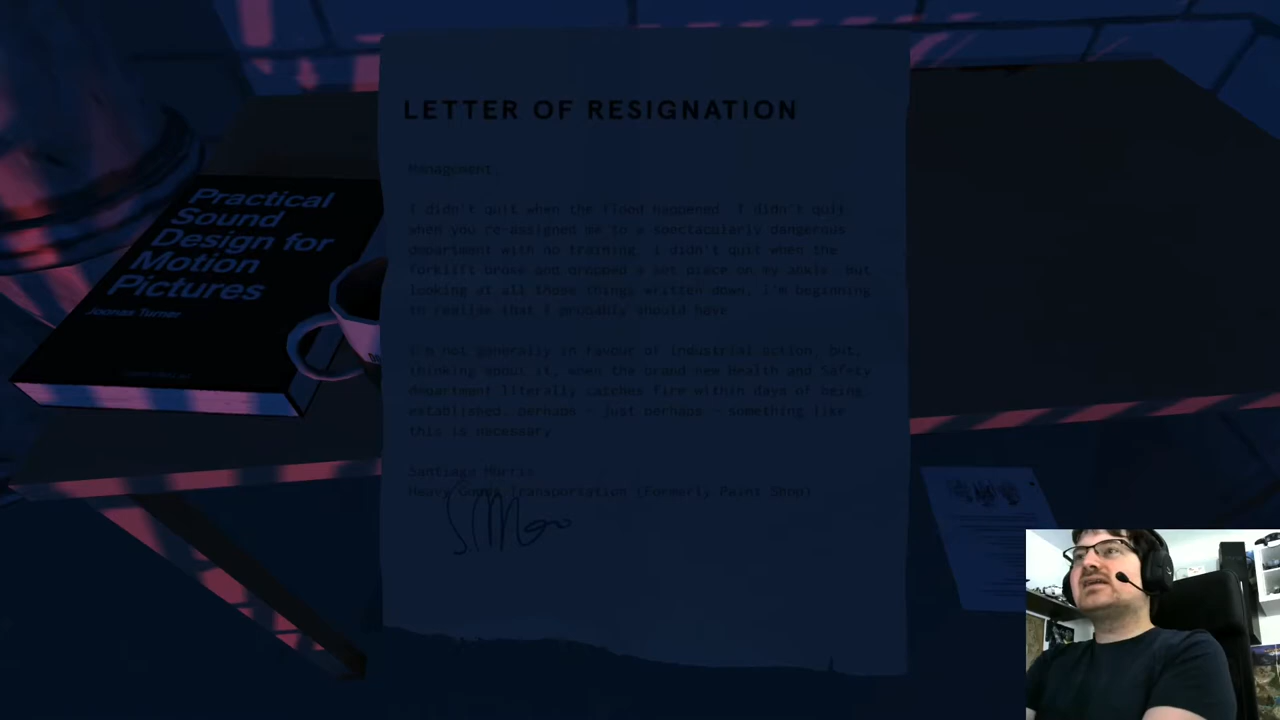 LETTER OF RESIGNATION
Management,
I didn't quit when the flood happened. I didn't quit
when you re-assigned me to a spectacularly dangerous
department with no training. I didn't quit when the
forklift broke and dropped a set piece on my ankle. But
looking at all those things written down, I'm beginning
to realise that I probably should have.
I'm not generally in favour of industrial action, but,
thinking about it, when the brand new Health and Safety
department literally catches fire within days of being
established, perhaps – just perhaps – something like
this is necessary.
Santiago Morris
Heavy Goods Transportation (Formerly Paint Shop)
Practical
Sound
Design for
Motion
Pictures
Joonas Turner